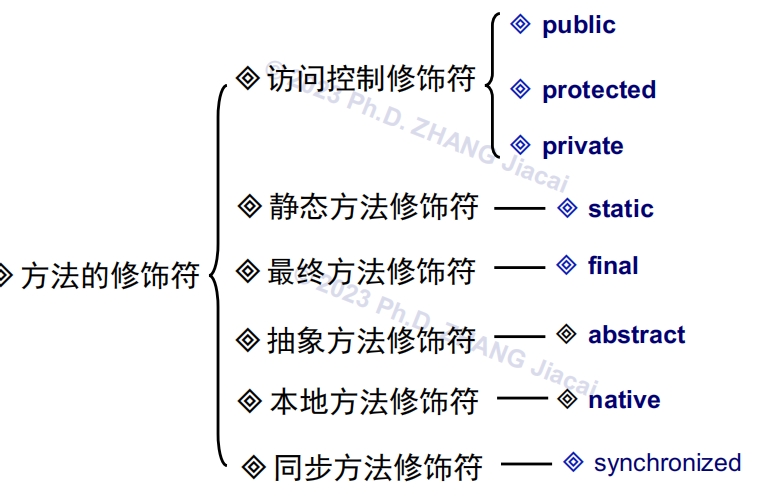 方法的修饰符
访问控制修饰符
public
protected
private
静态方法修饰符
static
最终方法修饰符
final
抽象方法修饰符
abstract
本地方法修饰符
native
同步方法修饰符
synchronized
© 2023 Ph.D. ZHANG Jiacai
© 2023 Ph.D. ZHANG Jiacai